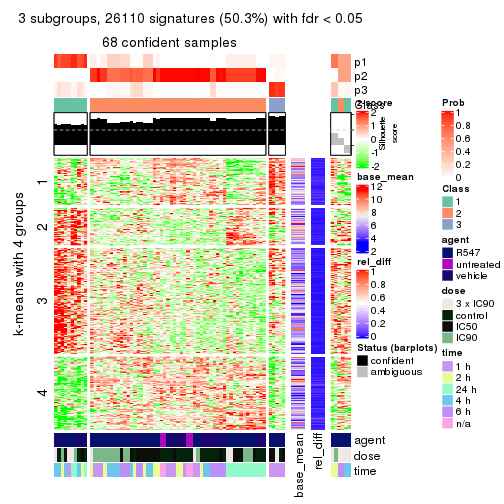 3 subgroups, 26110 signatures (50.3%) with fdr < 0.05
68 confident samples
p1
p2
p3
Class
Silhouette
score
k-means with 4 groups
1
2
3
4
agent
dose
time
base_mean
rel_diff
z-score
2
1
0
-1
-2
base_mean
12
10
8
6
4
2
rel_diff
1
0.8
0.6
0.4
0.2
0
Status (barplots)
confident
ambiguous
Prob
1
0.8
0.6
0.4
0.2
0
Class
1
2
3
agent
R547
untreated
vehicle
dose
3 x IC90
control
IC50
IC90
time
1 h
2 h
24 h
4 h
6 h
n/a